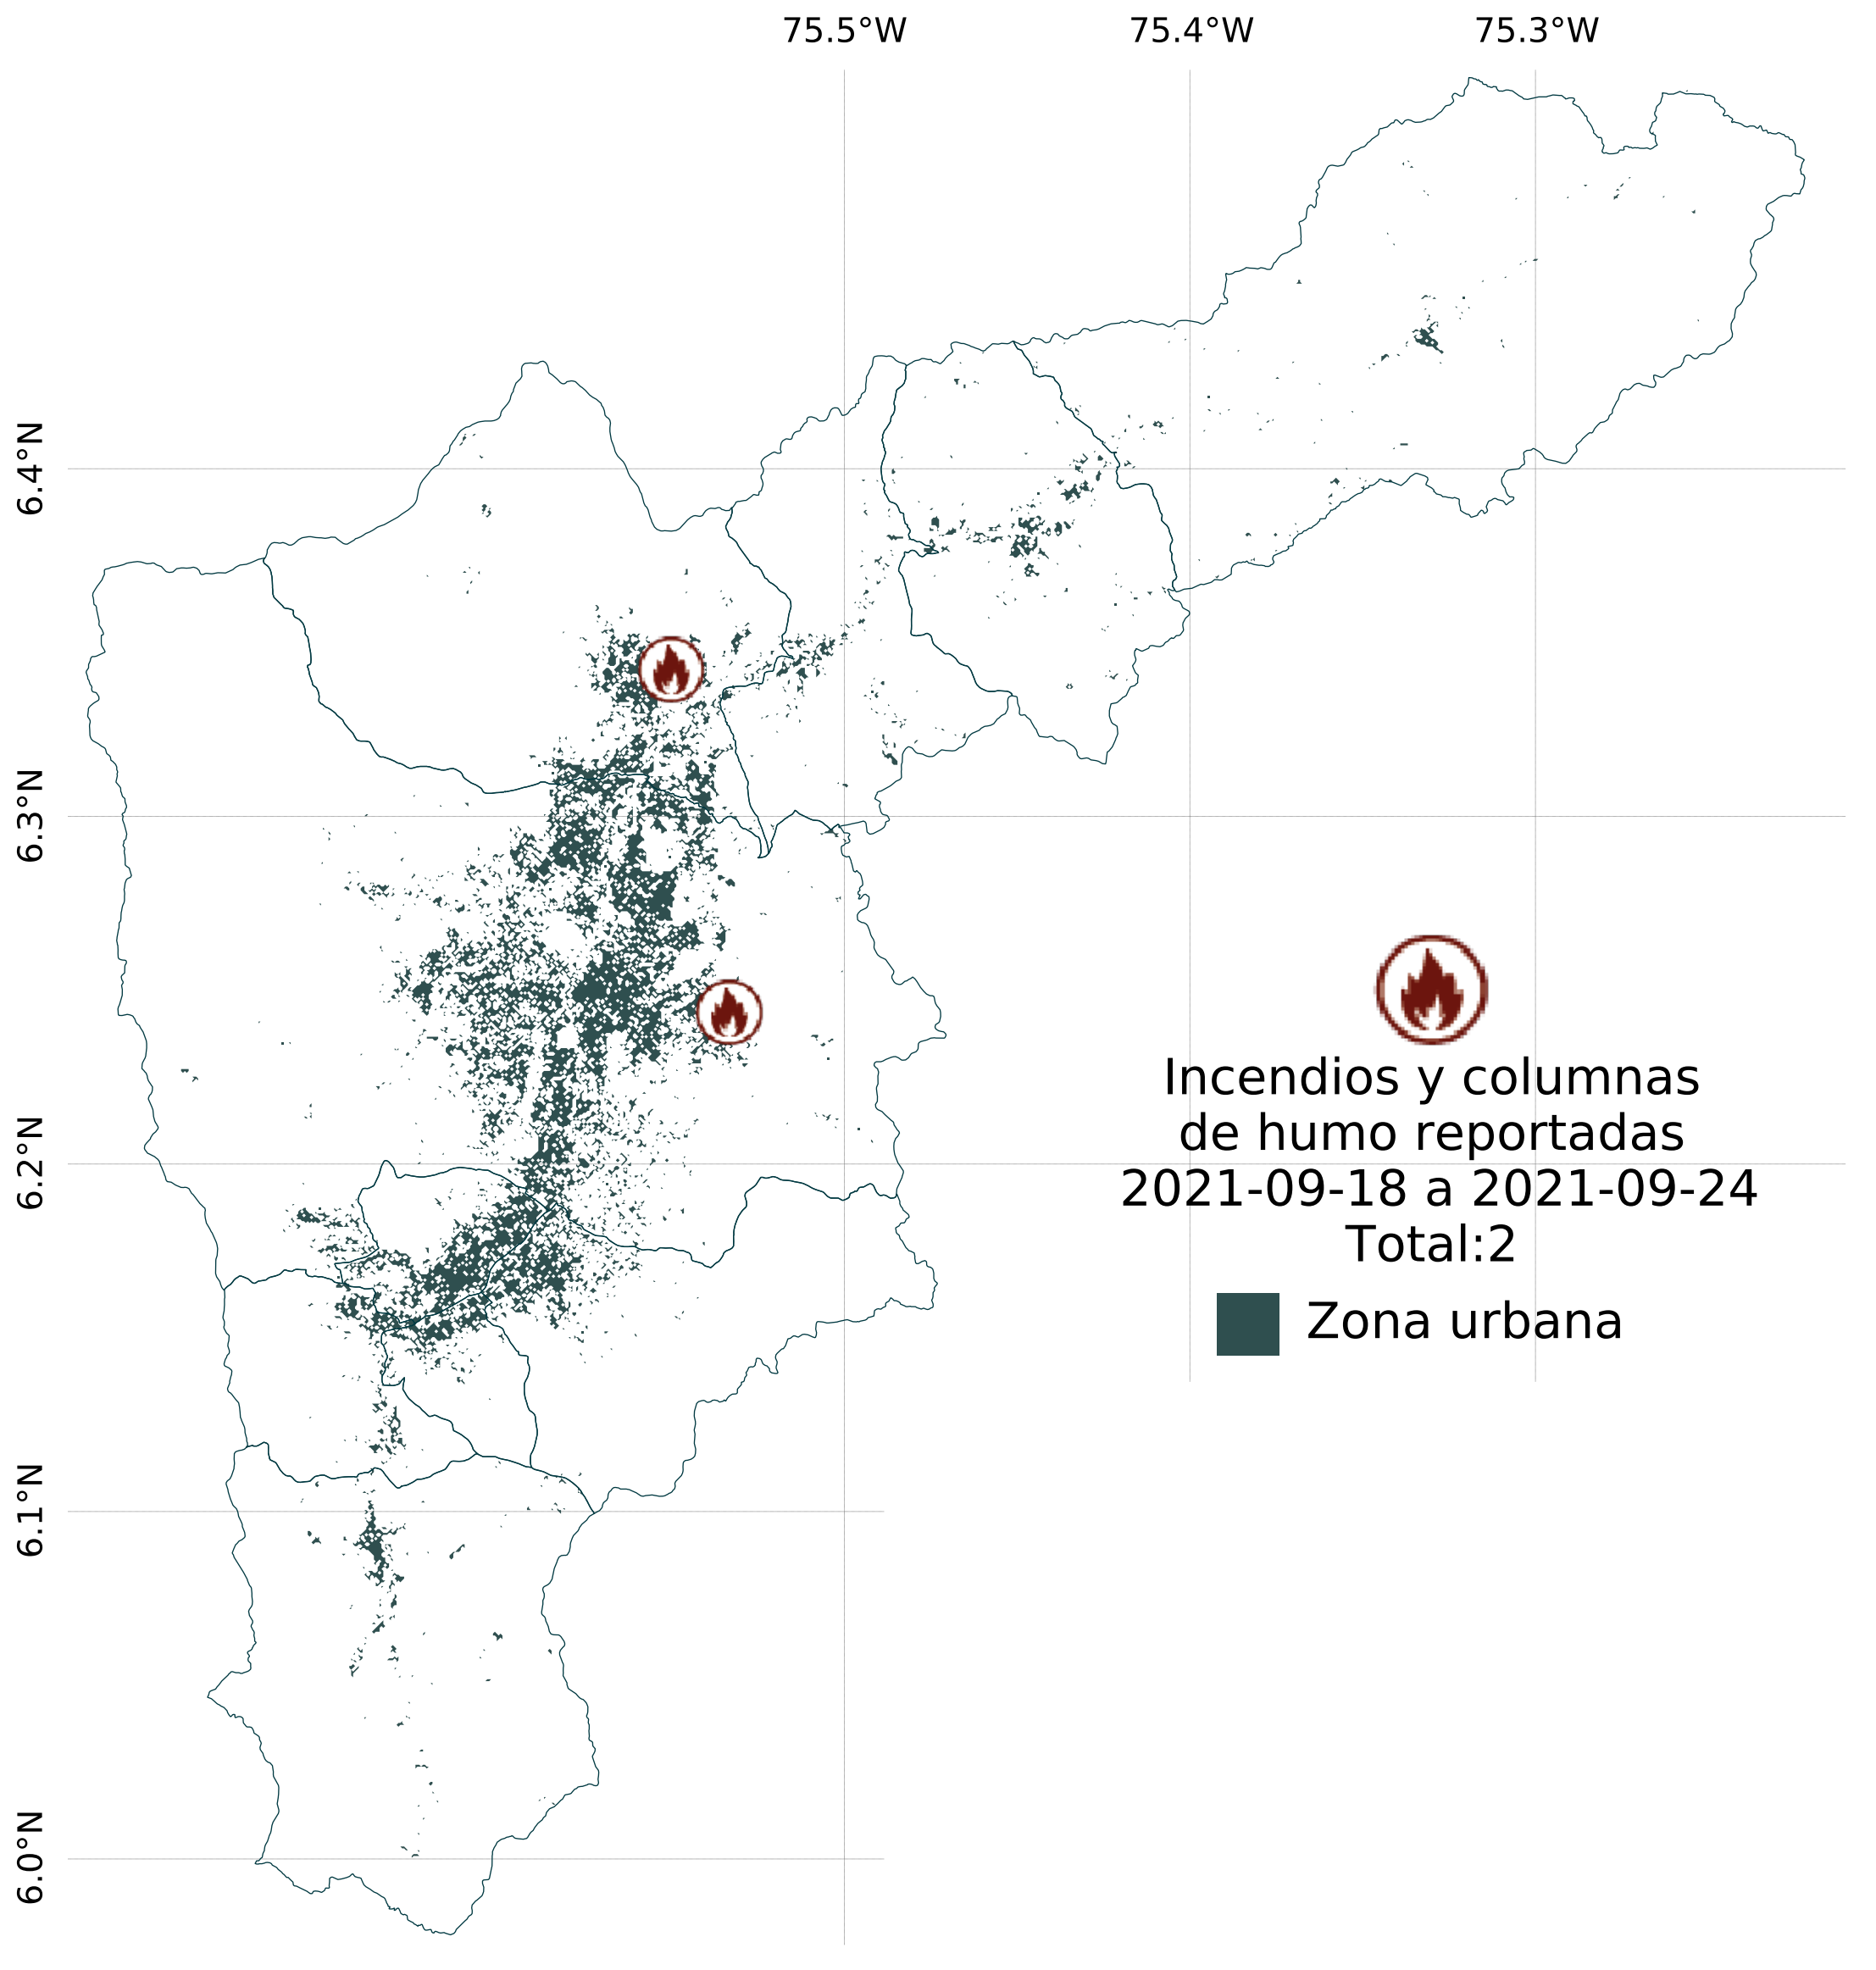 75.5°W 75.4°W 75.3°W
6.4°N
6.3°N
6.2°N
6.1°N
6.0°N
Incendios y columnas
de humo reportadas
2021-09-18 a 2021-09-24
Total:2
Zona urbana